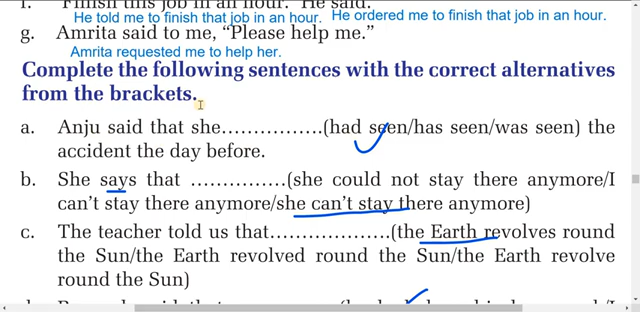 f. Finish this job in an hour." He said.
He told me to finish that job in an hour. He ordered me to finish that job in an hour.
g. Amrita said to me, “Please help me.”
Amrita requested me to help her.
Complete the following sentences with the correct alternatives
from the brackets.
a. Anju said that she................(had seen/has seen/was seen) the
accident the day before.
b. She says that ...............(she could not stay there anymore/I
can't stay there anymore/she can't stay there anymore)
c. The teacher told us that...................(the Earth revolves round
the Sun/the Earth revolved round the Sun/the Earth revolve
round the Sun)